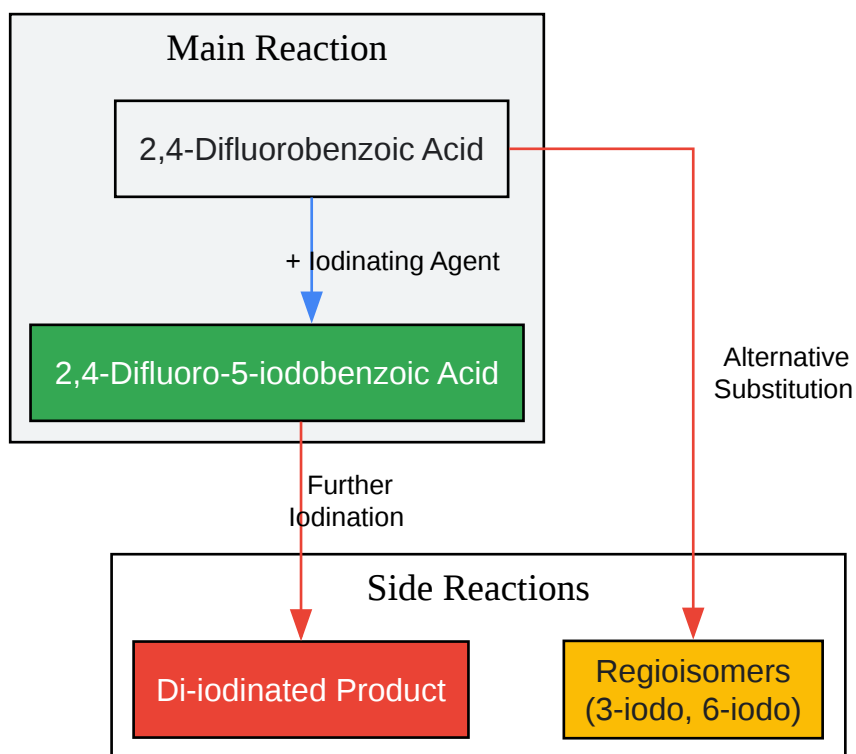 Main Reaction
2,4-Difluorobenzoic Acid
+ Iodinating Agent
2,4-Difluoro-5-iodobenzoic Acid
Alternative
Substitution
Further
Iodination
Side Reactions
Di-iodinated Product
Regioisomers
(3-iodo, 6-iodo)